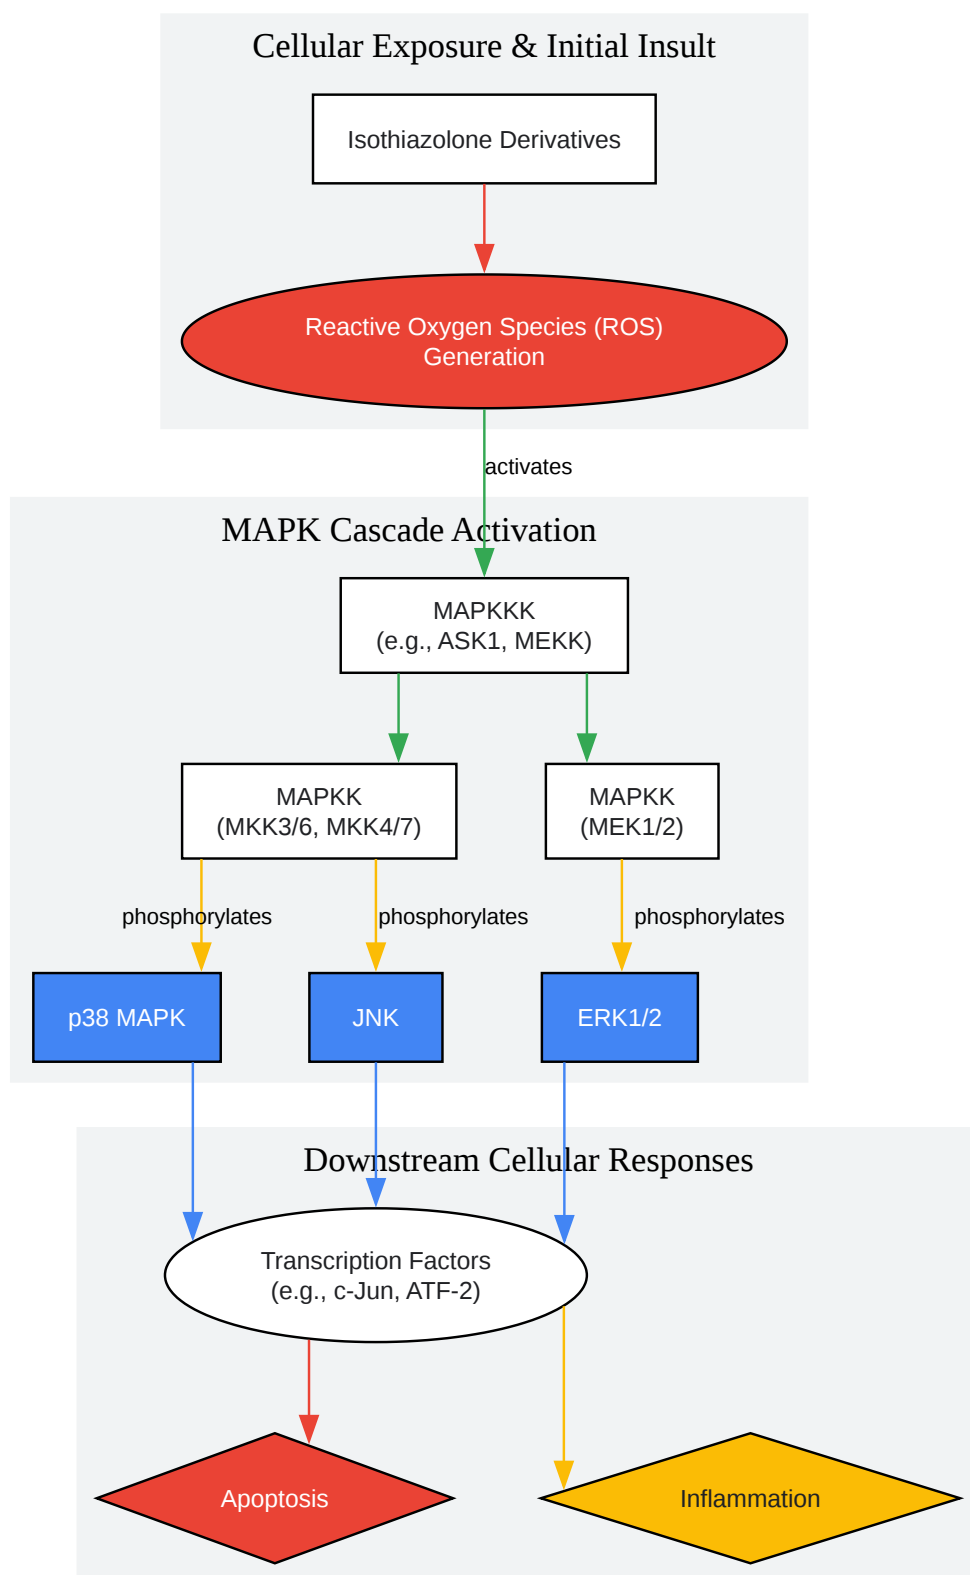 Cellular Exposure & Initial Insult
Isothiazolone Derivatives
Reactive Oxygen Species (ROS)
Generation
activates
MAPK Cascade Activation
MAPKKK
(e.g., ASK1, MEKK)
MAPKK
(MKK3/6, MKK4/7)
MAPKK
(MEK1/2)
phosphorylates
phosphorylates
phosphorylates
p38 MAPK
JNK
ERK1/2
Downstream Cellular Responses
Transcription Factors
(e.g., c-Jun, ATF-2)
Apoptosis
Inflammation